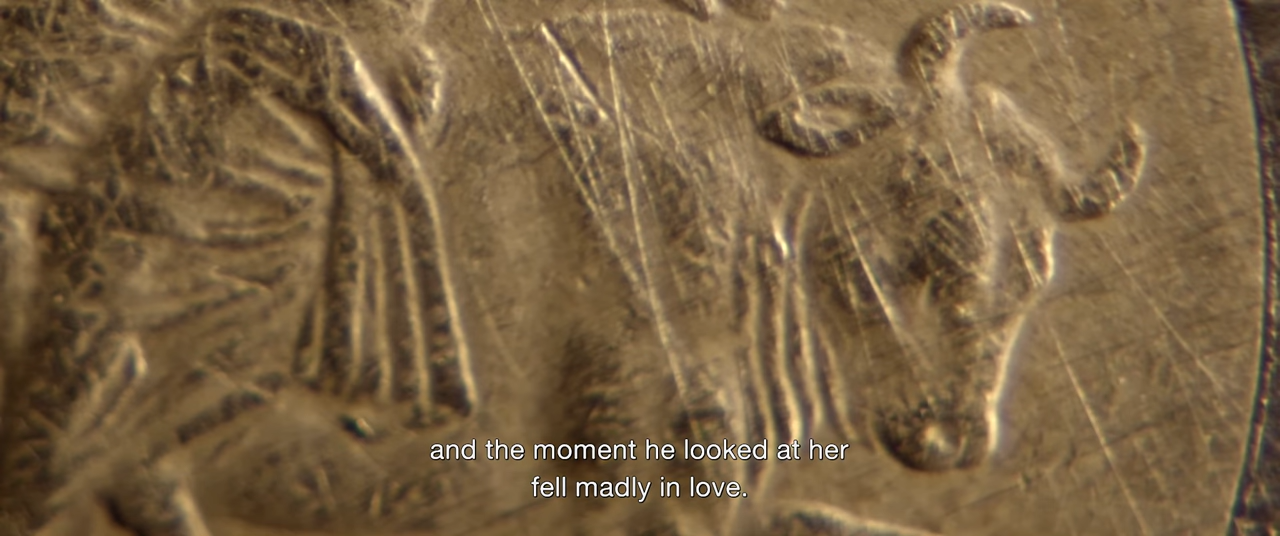 and the moment he looked at her
fell madly in love.